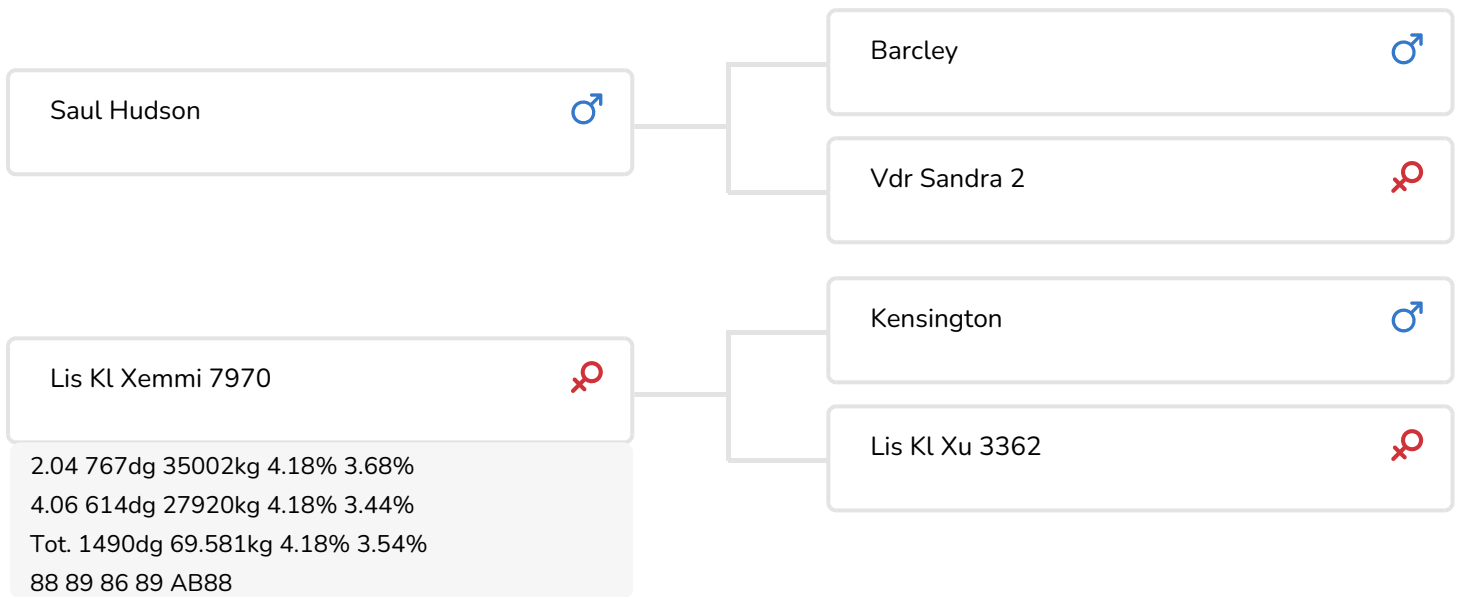 Saul Hudson
Barcley
Vdr Sandra 2
Lis Kl Xemmi 7970
2.04 767dg 35002kg 4.18% 3.68%
4.06 614dg 27920kg 4.18% 3.44%
Tot. 1490dg 69.581kg 4.18% 3.54%
88 89 86 89 AB88
Kensington
Lis Kl Xu 3362